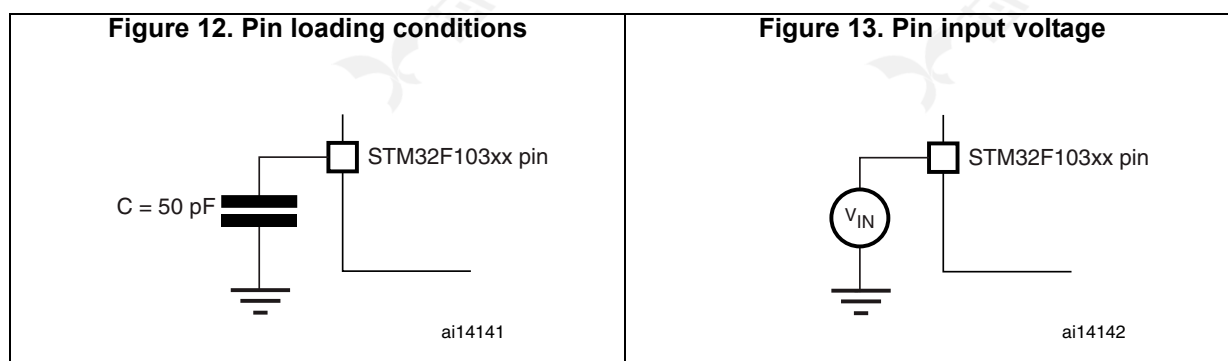 Figure 12. Pin loading conditions
STM32F103xx pin
C = 50 pF
ai14141
Figure 13. Pin input voltage
STM32F103xx pin
VIN
ai14142